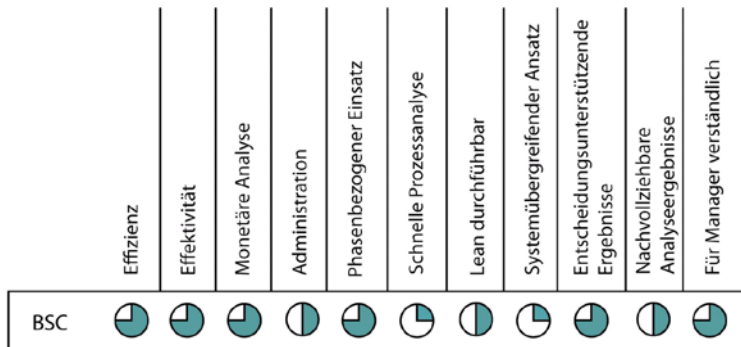 Effizienz
Effektivität
Monetäre Analyse
Administration
Phasenbezogener Einsatz
Schnelle Prozessanalyse
Lean durchführbar
Systemübergreifender Ansatz
Entscheidungsunterstützende
Ergebnisse
Nachvollziehbare
Analyseergebnisse
Für Manager verständlich
BSC